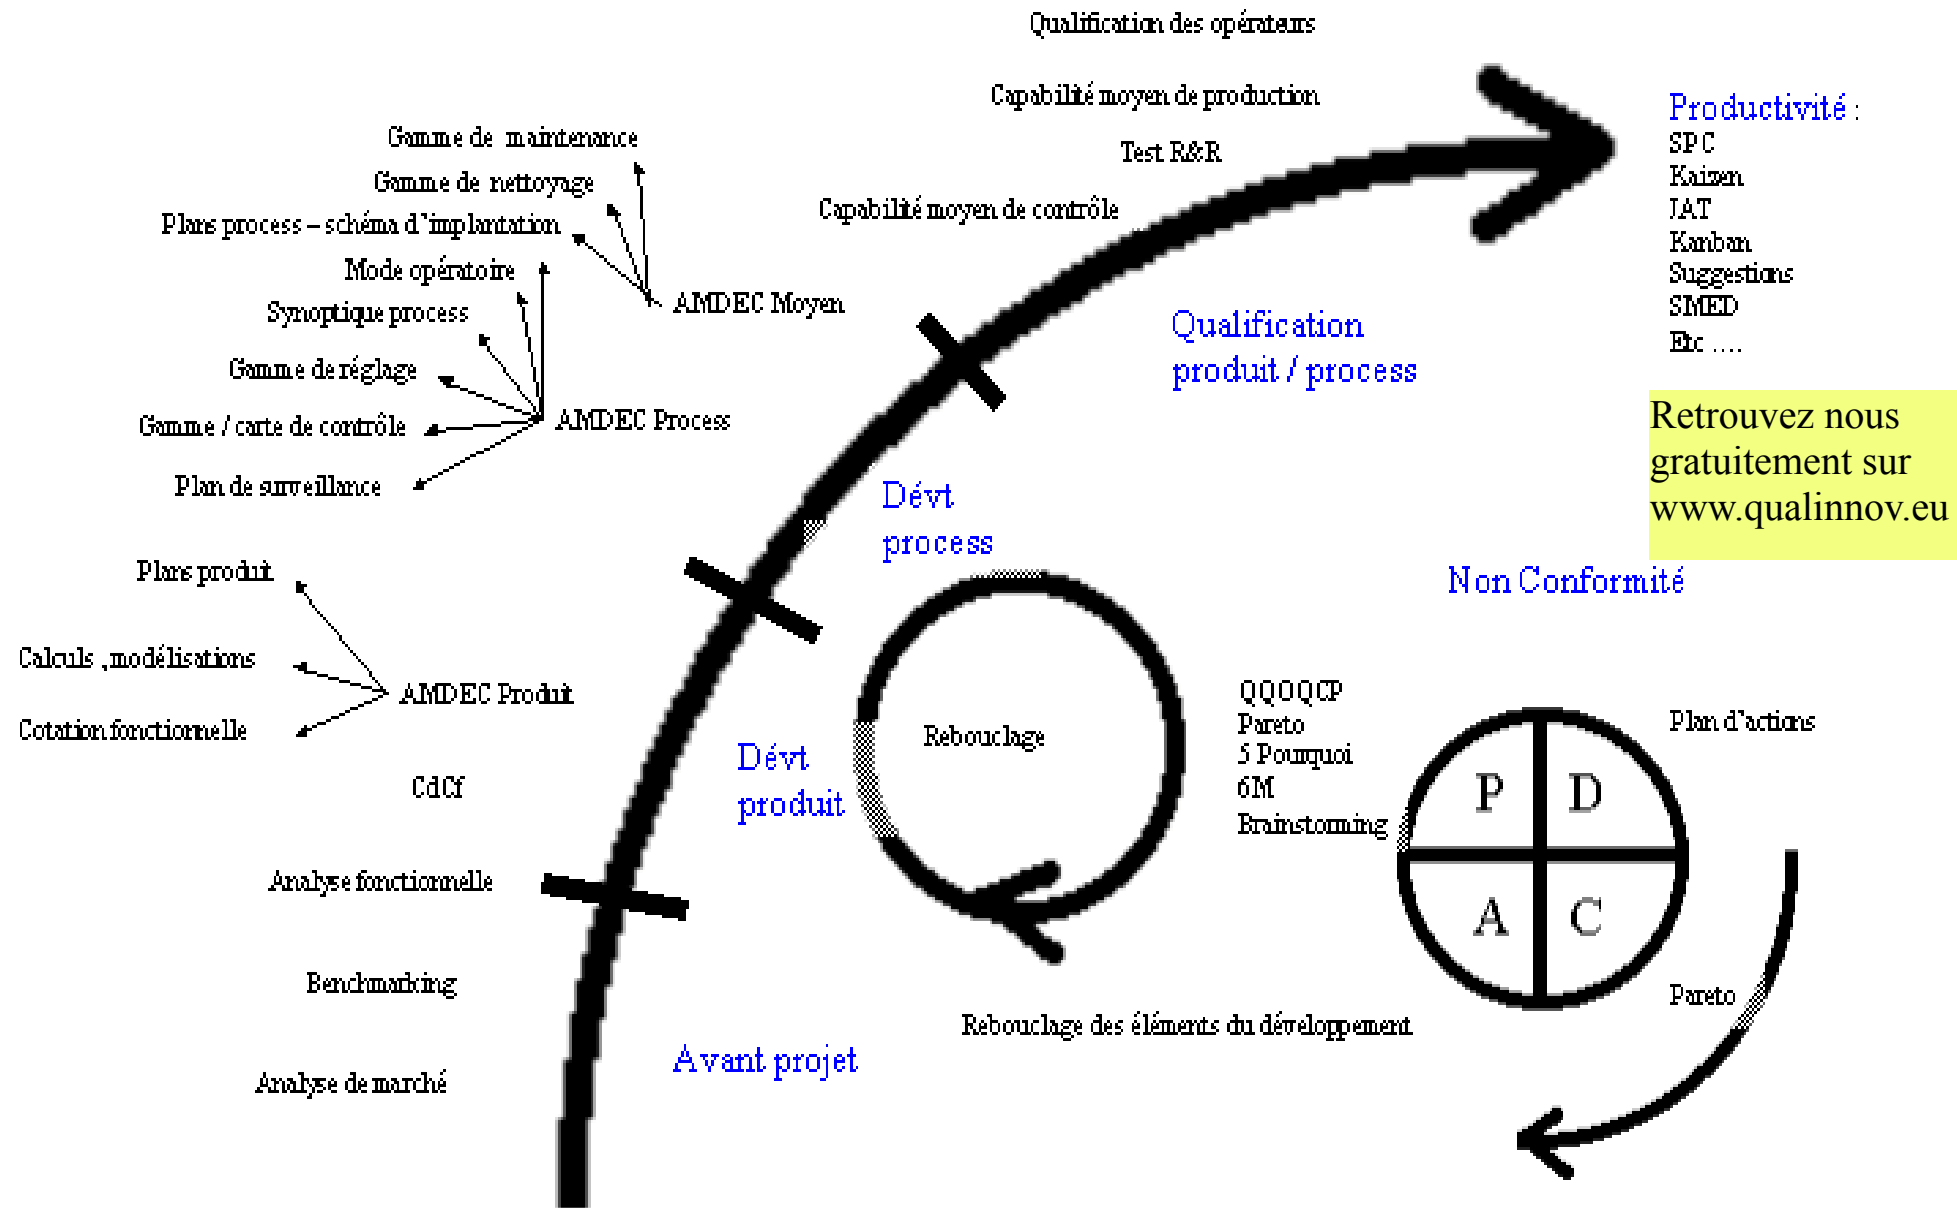 Qualification des opérateurs
Capabilité moyen de production
Test R&R
Capabilité moyen de contrôle
Productivité :
SPC
Kaizen
JAT
Kanban
Suggestions
SMED
Etc ....
Gamme de maintenance
Gamme de nettoyage
Plans process – schéma d'implantation
Mode opératoire
Synoptique process
Gamme de réglage
Gamme / carte de contrôle
Plan de surveillance
AMDEC Moyen
AMDEC Process
Qualification
produit / process
Retrouvez nous
gratuitement sur
www.qualinnov.eu
Dévt
process
Plans produit
Calculs , modélisations
Cotation fonctionnelle
AMDEC Produit
CdCf
Dévt
produit
Rebouclage
Non Conformité
QQOQCP
Pareto
5 Pourquoi
6M
Brainstorming
P
D
A
C
Plan d'actions
Pareto
Rebouclage des éléments du développement
Analyse fonctionnelle
Benchmarking
Analyse de marché
Avant projet